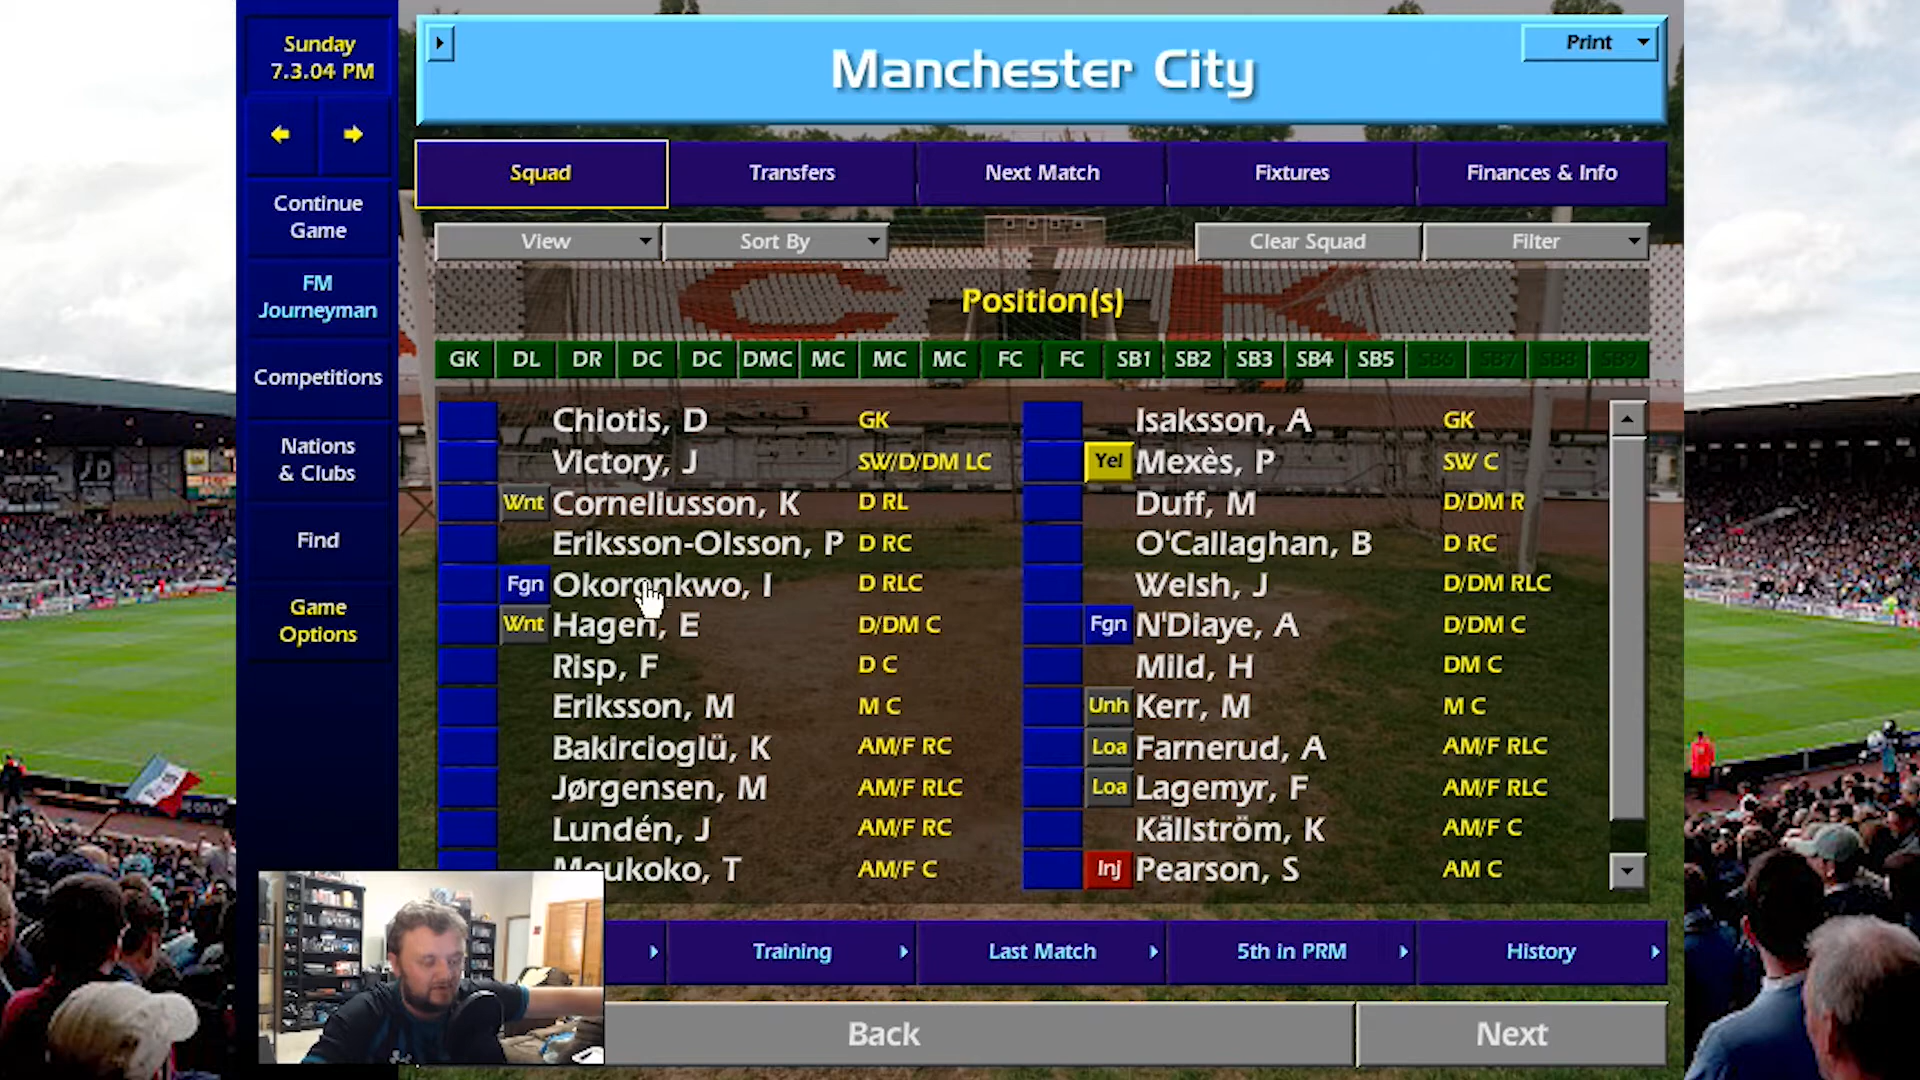 Sunday
7.3.04 PM
Continue
Game
FM
Journeyman
Competitions
Nations
& Clubs
Find
Game
Options
Manchester City
Print
Squad Transfers Next Match Fixtures Finances & Info
View Sort By Clear Squad Filter
CK
Position(s)
GK DL DR DC DC DMC MC MC MC FC FC SB1 SB2 SB3 SB4 SB5 SB6 SB7 SB8 SB9
Chiotis, D GK Isaksson, A GK
Victory, J SW/D/DM LC Yel Mexès, P SW C
Wnt Corneliusson, K D RL Duff, M D/DM R
Eriksson-Olsson, P D RC O'Callaghan, B D RC
Fgn Okoronkwo, I D RLC Welsh, J D/DM RLC
Wnt Hagen, E D/DM C Fgn N'Diaye, A D/DM C
Risp, F D C Mild, H DM C
Eriksson, M M C Unh Kerr, M M C
Bakircioglü, K AM/F RC Loa Farnerud, A AM/F RLC
Jørgensen, M AM/F RLC Loa Lagemyr, F AM/F RLC
Lundén, J AM/F RC Källström, K AM/F C
Moukoko, T AM/F C Inj Pearson, S AM C
Training Last Match 5th in PRM History
Back Next